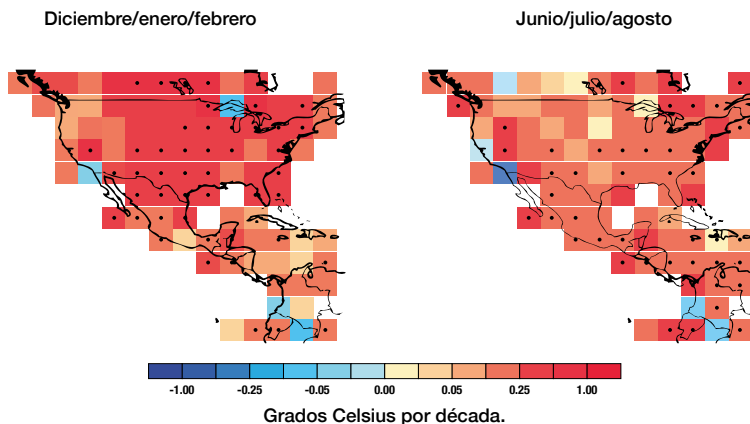 Diciembre/enero/febrero
Junio/julio/agosto
-1.00 -0.25 -0.05 0.00 0.05 0.25 1.00
Grados Celsius por década.